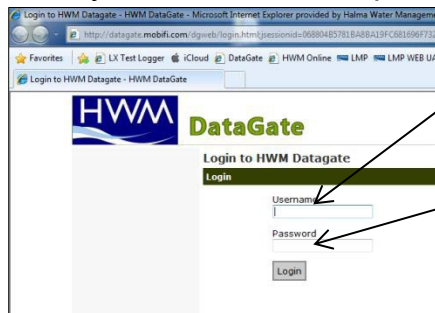 Login to HWM Datagate - HWM DataGate - Microsoft Internet Explorer provided by Halma Water Managem
http://datagate.mobifi.com/dgweb/login.html;jsessionid=068804B5781BA8BA19FC681696F732
Favorites LX Test Logger iCloud DataGate HWM Online LMP LMP WEB UA
Login to HWM Datagate - HWM DataGate
HWM
DataGate
Login to HWM Datagate
Login
Username
Password
Login